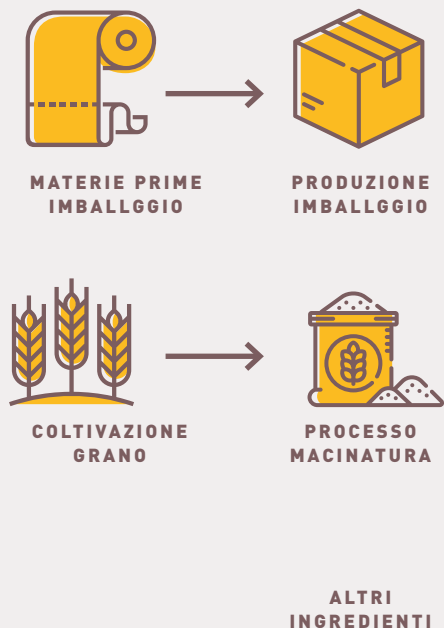 MATERIE PRIME
IMBALLGGIO
PRODUZIONE
IMBALLGGIO
COLTIVAZIONE
GRANO
PROCESSO
MACINATURA
ALTRI
INGREDIENTI